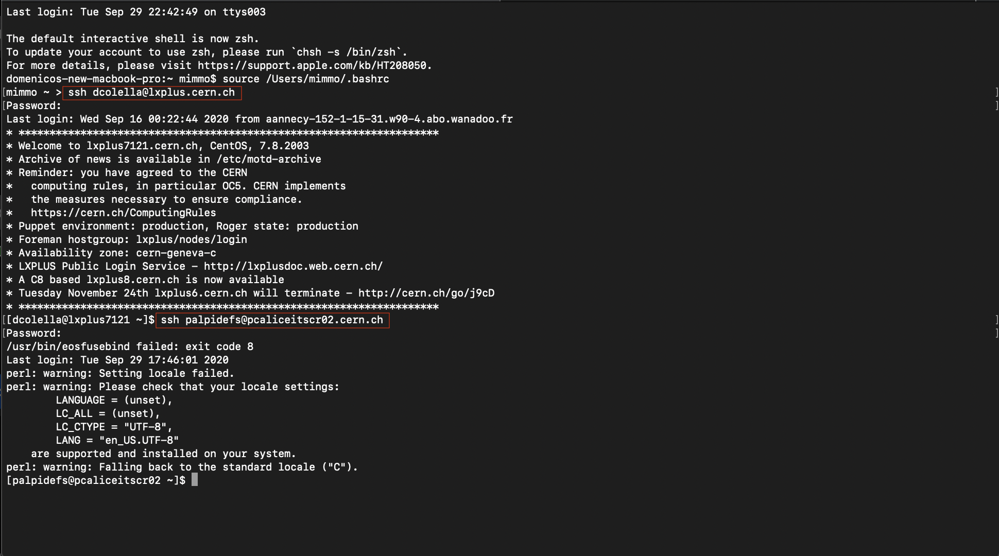 Last login: Tue Sep 29 22:42:49 on ttys003

The default interactive shell is now zsh.
To update your account to use zsh, please run `chsh -s /bin/zsh`.
For more details, please visit https://support.apple.com/kb/HT208050.
domenicos-new-macbook-pro:~ mimmo$ source /Users/mimmo/.bashrc
[mimmo ~ > ssh dcolella@lxplus.cern.ch ]
[Password: ]
Last login: Wed Sep 16 00:22:44 2020 from aannecy-152-1-15-31.w90-4.abo.wanadoo.fr
* ********************************************************************
* Welcome to lxplus7121.cern.ch, CentOS, 7.8.2003
* Archive of news is available in /etc/motd-archive
* Reminder: you have agreed to the CERN
*   computing rules, in particular OC5. CERN implements
*   the measures necessary to ensure compliance.
*   https://cern.ch/ComputingRules
* Puppet environment: production, Roger state: production
* Foreman hostgroup: lxplus/nodes/login
* Availability zone: cern-geneva-c
* LXPLUS Public Login Service - http://lxplusdoc.web.cern.ch/
* A C8 based lxplus8.cern.ch is now available
* Tuesday November 24th lxplus6.cern.ch will terminate - http://cern.ch/go/j9cD
* ********************************************************************
[[dcolella@lxplus7121 ~]$ ssh palpidefs@pcaliceitscr02.cern.ch ]
[Password: ]
/usr/bin/eosfusebind failed: exit code 8
Last login: Tue Sep 29 17:46:01 2020
perl: warning: Setting locale failed.
perl: warning: Please check that your locale settings:
        LANGUAGE = (unset),
        LC_ALL = (unset),
        LC_CTYPE = "UTF-8",
        LANG = "en_US.UTF-8"
    are supported and installed on your system.
perl: warning: Falling back to the standard locale ("C").
[palpidefs@pcaliceitscr02 ~]$